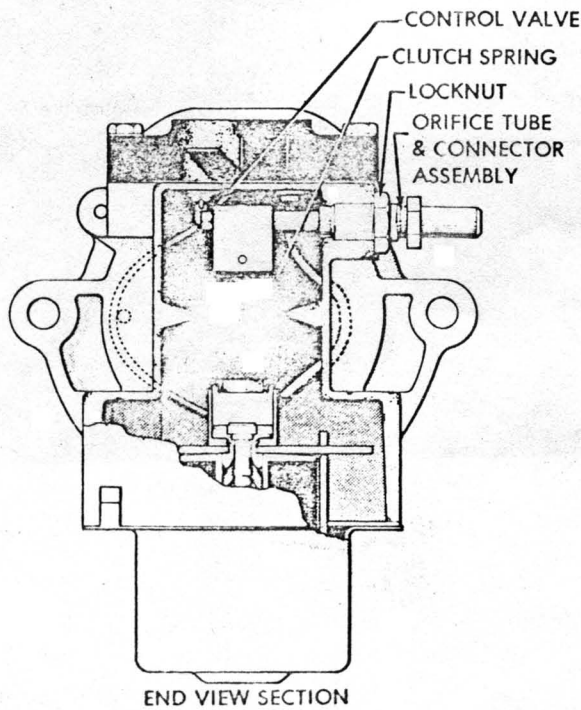 CONTROL VALVE
CLUTCH SPRING
LOCKNUT
ORIFICE TUBE
& CONNECTOR
ASSEMBLY
END VIEW SECTION